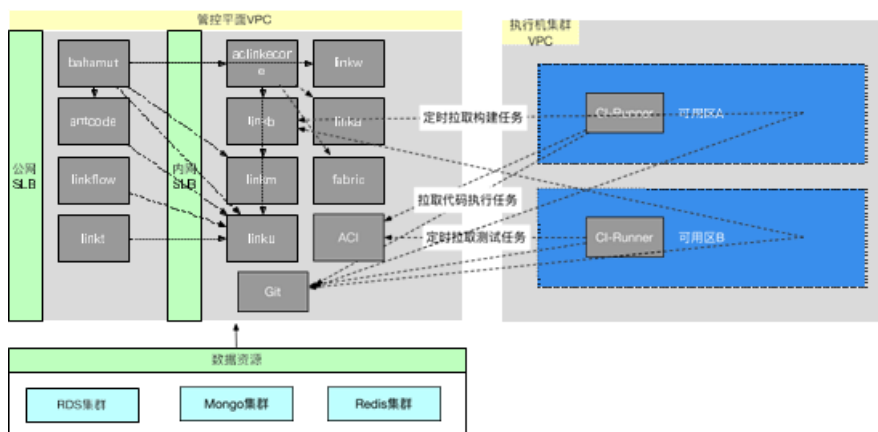 管控平面VPC
执行机集群
VPC
bahamut
aclinkecor
e
linkw
antcode
linkb
linka
定时拉取构建任务
CI-Runner
可用区A
公网
SLB
内网
SLB
linkflow
linkm
fabric
拉取代码执行任务
linkt
linku
ACI
定时拉取测试任务
CI-Runner
可用区B
Git
数据资源
RDS集群
Mongo集群
Redis集群